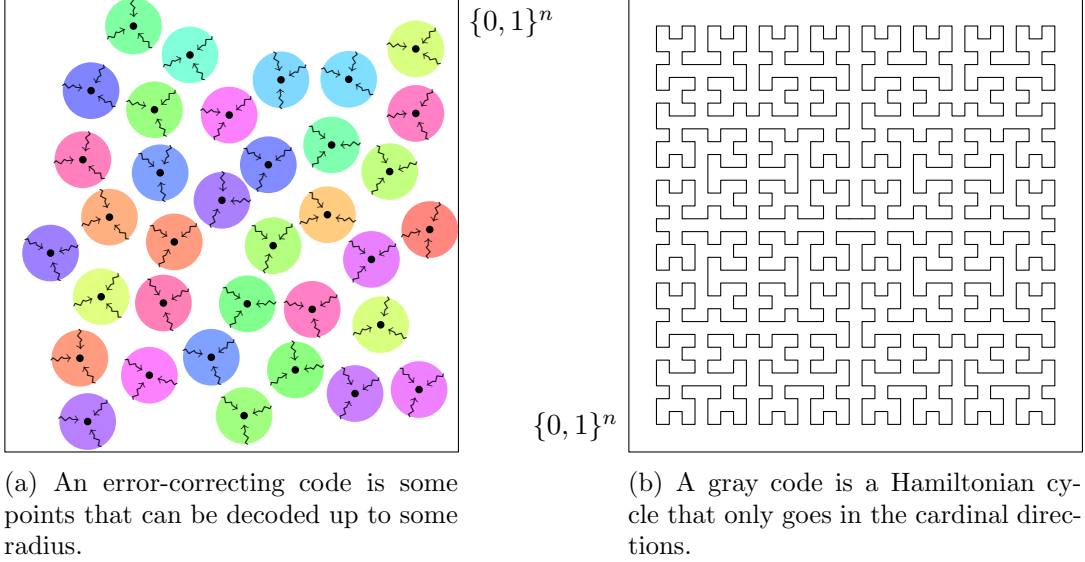 {0, 1}ⁿ
{0, 1}ⁿ
(a) An error-correcting code is some
points that can be decoded up to some
radius.
(b) A gray code is a Hamiltonian cy-
cle that only goes in the cardinal direc-
tions.